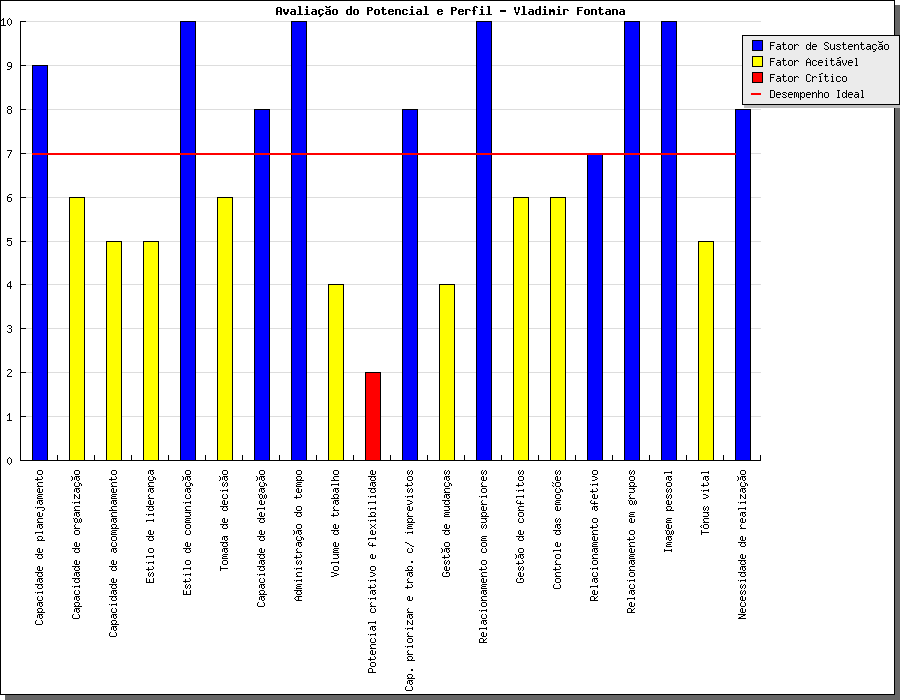 Avaliação do Potencial e Perfil - Vladimir Fontana
10
9
8
7
6
5
4
3
2
1
0
Fator de Sustentação
Fator Aceitável
Fator Crítico
Desempenho Ideal
Capacidade de planejamento
Capacidade de organização
Capacidade de acompanhamento
Estilo de liderança
Estilo de comunicação
Tomada de decisão
Capacidade de delegação
Administração do tempo
Volume de trabalho
Potencial criativo e flexibilidade
Cap. priorizar e trab. c/ imprevistos
Gestão de mudanças
Relacionamento com superiores
Gestão de conflitos
Controle das emoções
Relacionamento afetivo
Relacionamento em grupos
Imagem pessoal
Tônus vital
Necessidade de realização